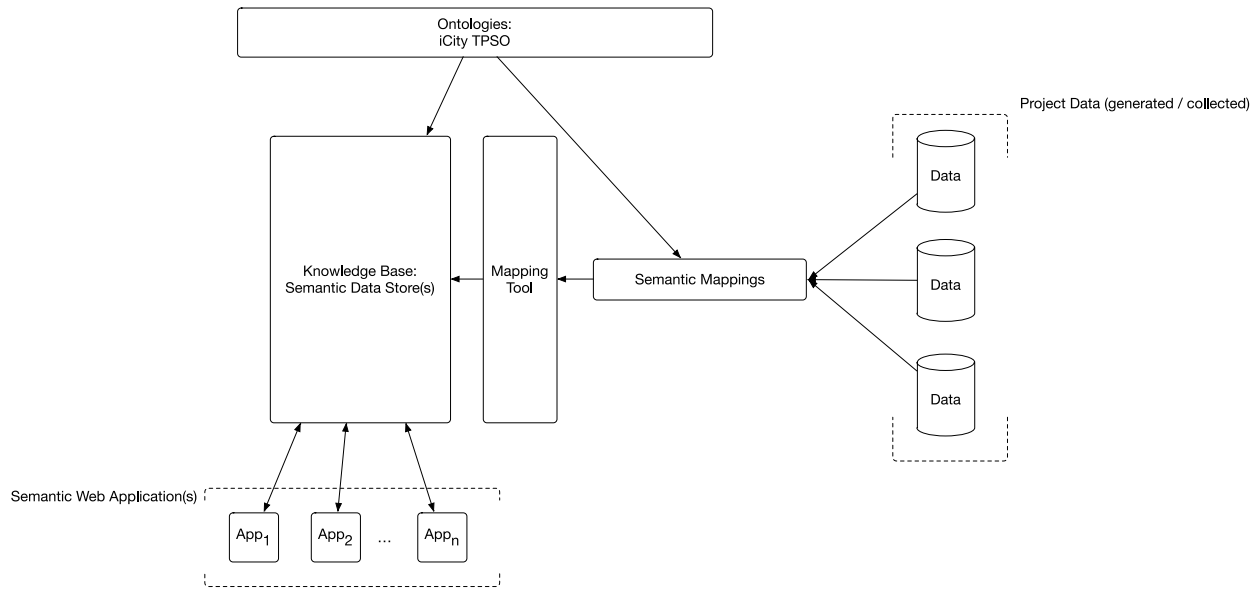 Ontologies:
iCity TPSO
Project Data (generated / collected)
Data
Knowledge Base:
Semantic Data Store(s)
Mapping
Tool
Semantic Mappings
Data
Data
Semantic Web Application(s)
App1
App2
...
Appn